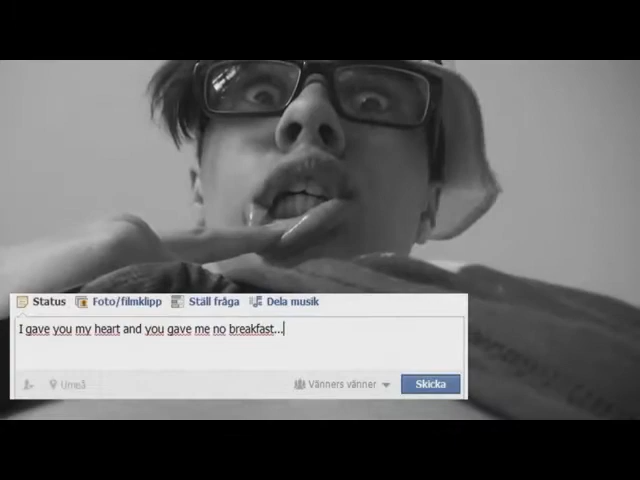 Status Foto/filmklipp Ställ fråga Dela musik
I gave you my heart and you gave me no breakfast...
Umeå Vänners vänner Skicka